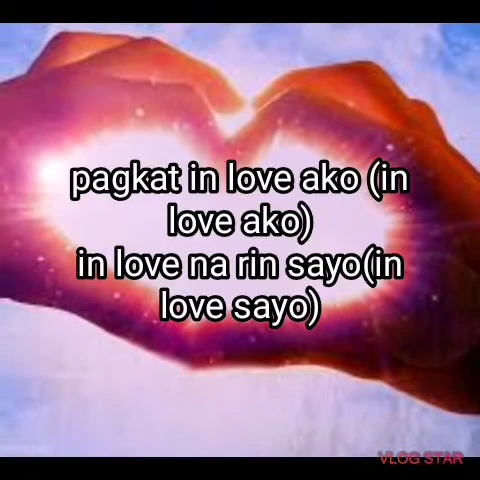 pagkat in love ako (in
love ako)
in love na rin sayo(in
love sayo)
VLOG STAR